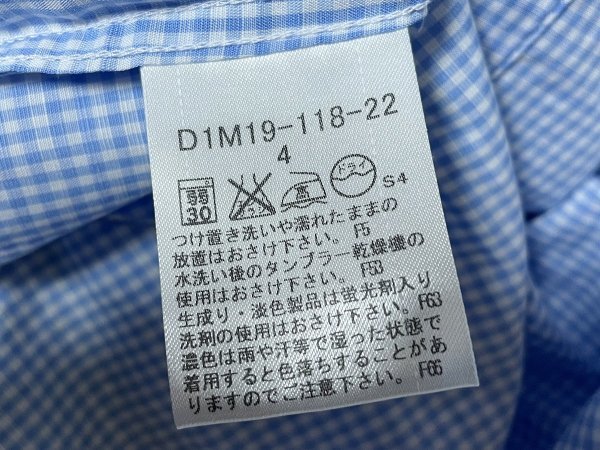 D1M19-118-22
4
弱 30 高 ドライ S4
つけ置き洗いや濡れたままの
放置はおさけ下さい。F5
水洗い後のタンブラー乾燥機の
使用はおさけ下さい。F53
生成り・淡色製品は蛍光剤入り
洗剤の使用はおさけ下さい。F63
濃色は雨や汗等で湿った状態で
着用すると色落ちすることがあ
りますのでご注意下さい。F66